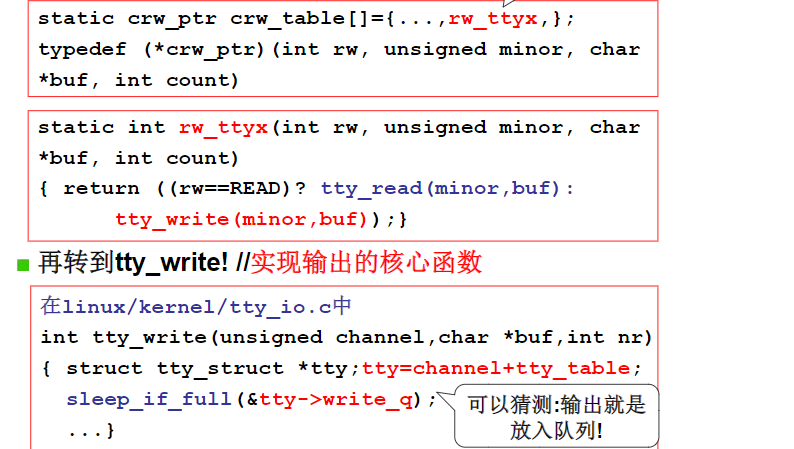 static crw_ptr crw_table[]={...,rw_ttyx,};
typedef (*crw_ptr)(int rw, unsigned minor, char
*buf, int count)
static int rw_ttyx(int rw, unsigned minor, char
*buf, int count)
{ return ((rw==READ)? tty_read(minor,buf):
tty_write(minor,buf));}
再转到tty_write! //实现输出的核心函数
在linux/kernel/tty_io.c中
int tty_write(unsigned channel,char *buf,int nr)
{ struct tty_struct *tty;tty=channel+tty_table;
sleep_if_full(&tty->write_q);
...}
可以猜测:输出就是
放入队列!